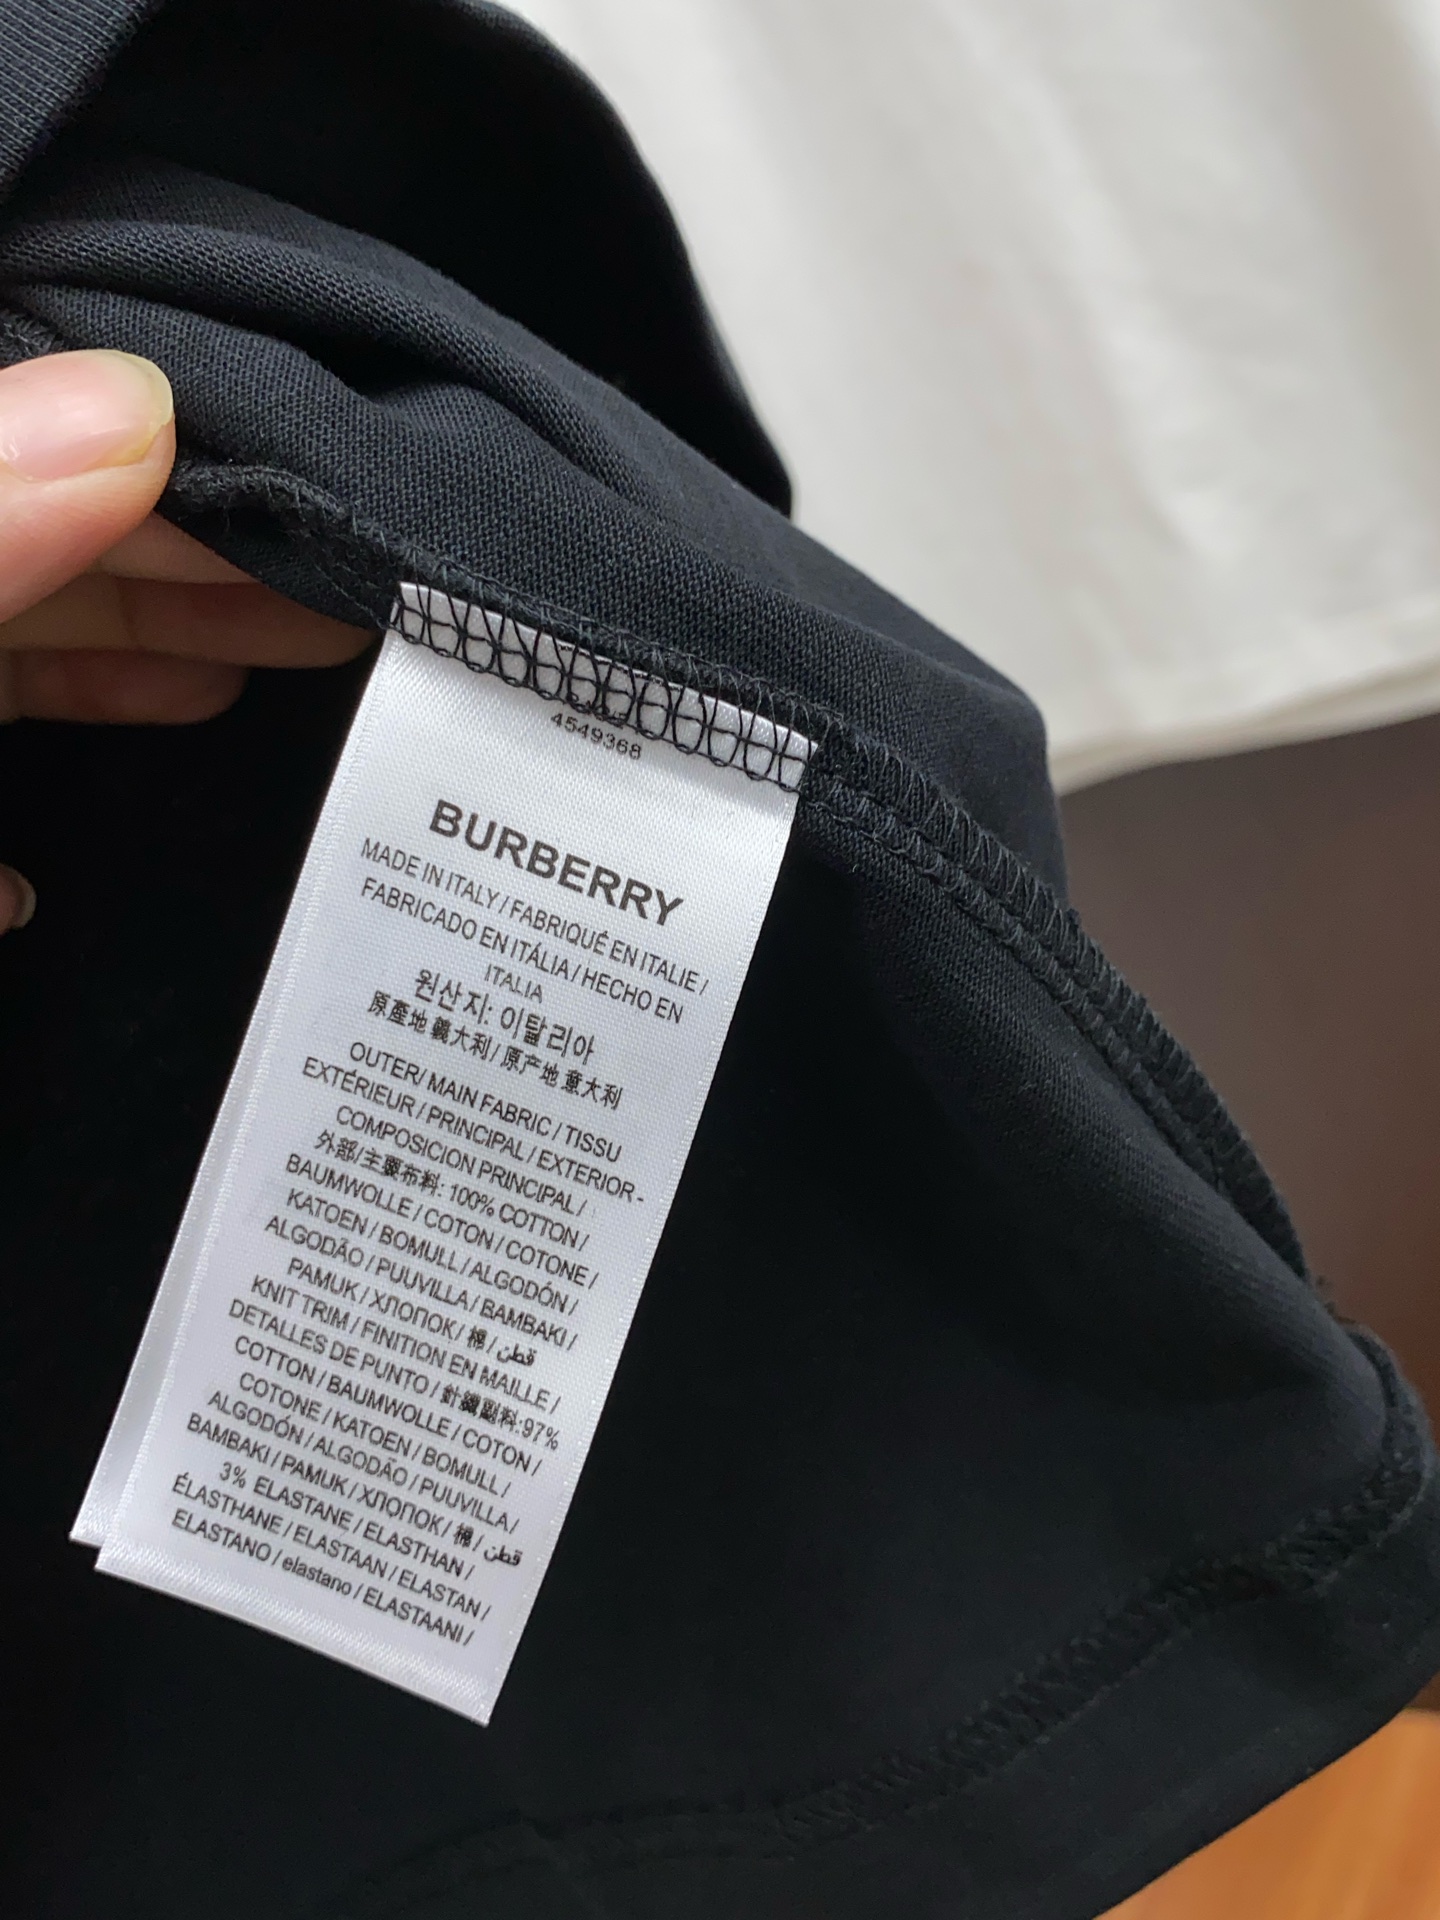 4549368
BURBERRY
MADE IN ITALY / FABRIQUÉ EN ITALIE /
FABRICADO EN ITÁLIA / HECHO EN
ITALIA
원산지: 이탈리아
原產地 義大利 / 原产地 意大利
OUTER/ MAIN FABRIC / TISSU
EXTÉRIEUR / PRINCIPAL / EXTERIOR -
COMPOSICION PRINCIPAL /
外部/主要布料: 100% COTTON /
BAUMWOLLE / COTON / COTONE /
KATOEN / BOMULL / ALGODÓN /
ALGODÃO / PUUVILLA / BAMBAKI /
PAMUK / ХЛОПОК / 棉 / قطن
KNIT TRIM / FINITION EN MAILLE /
DETALLES DE PUNTO / 針織副料:97%
COTTON / BAUMWOLLE / COTON /
COTONE / KATOEN / BOMULL /
ALGODÓN / ALGODÃO / PUUVILLA /
BAMBAKI / PAMUK / ХЛОПОК / 棉 / قطن
3% ELASTANE / ELASTHAN /
ÉLASTHANE / ELASTAAN / ELASTAN /
ELASTANO / elastano / ELASTAANI /